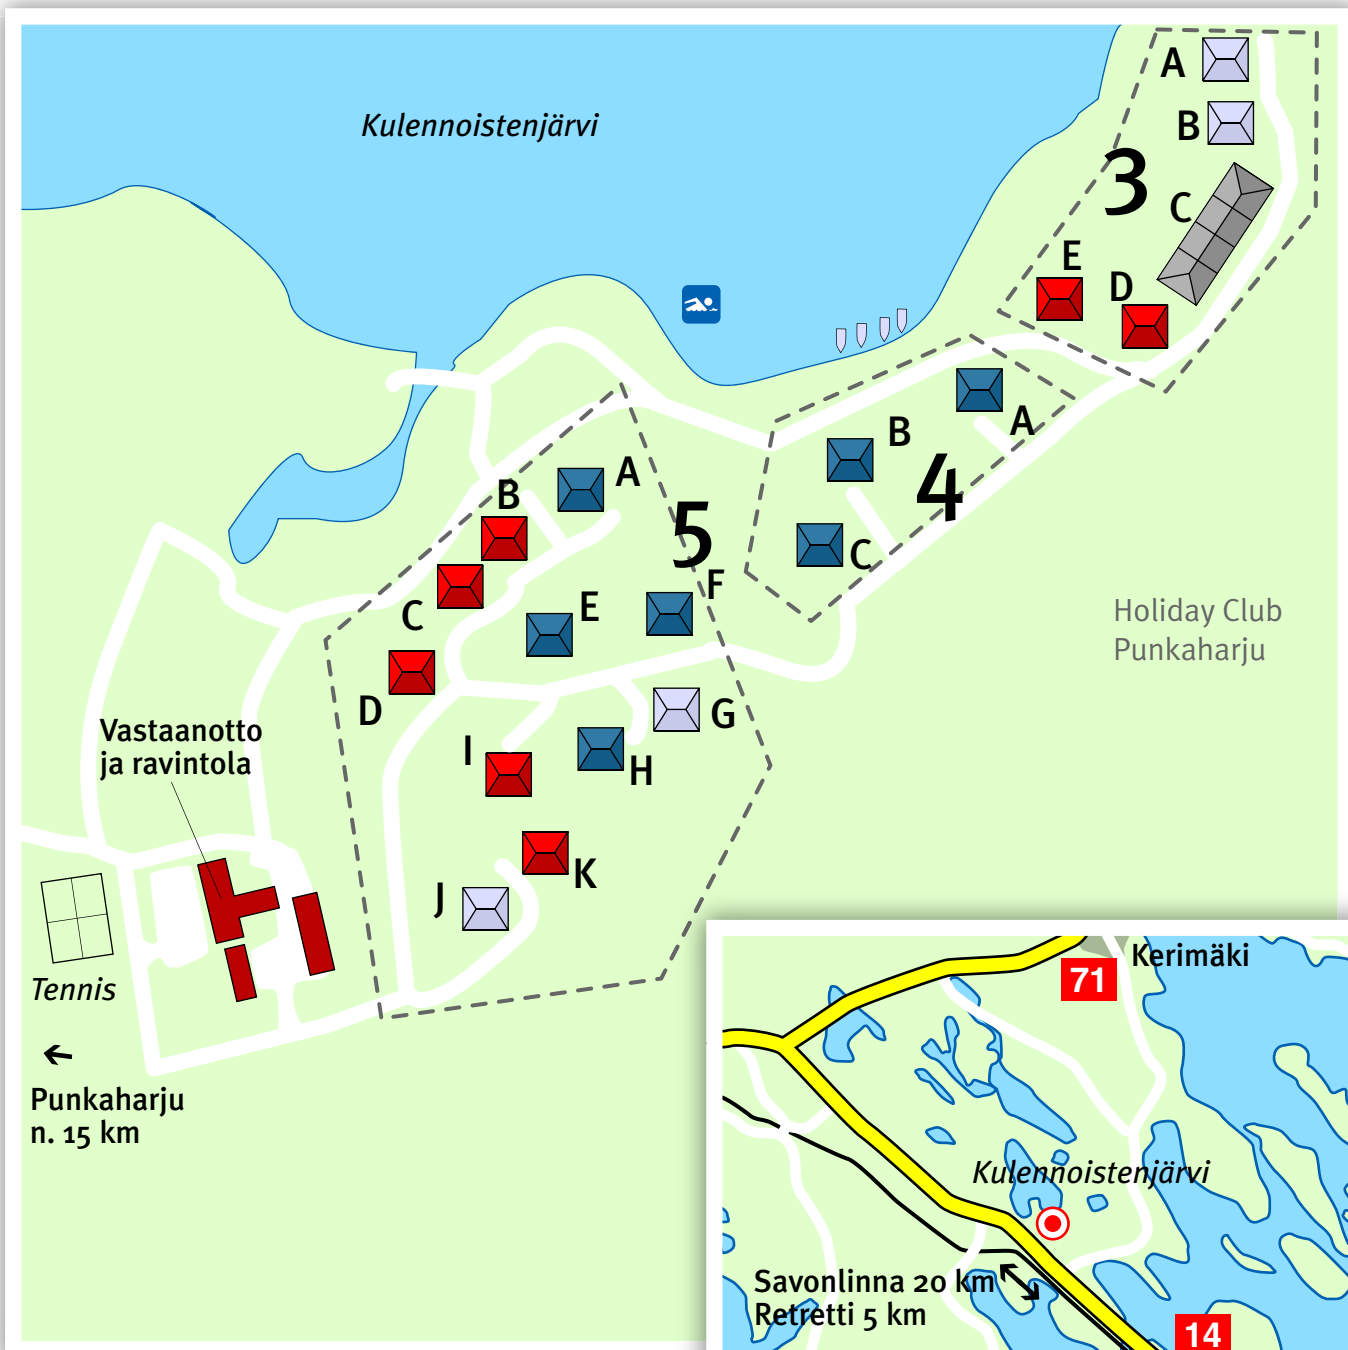 Kulennoistenjärvi
A
B
3
C
E
D
A
B
4
C
A
B
5
C
E
F
D
G
I
H
K
J
Holiday Club
Punkaharju
Vastaanotto
ja ravintola
Tennis
Punkaharju
n. 15 km
Kerimäki
71
Kulennoistenjärvi
Savonlinna 20 km
Retretti 5 km
14